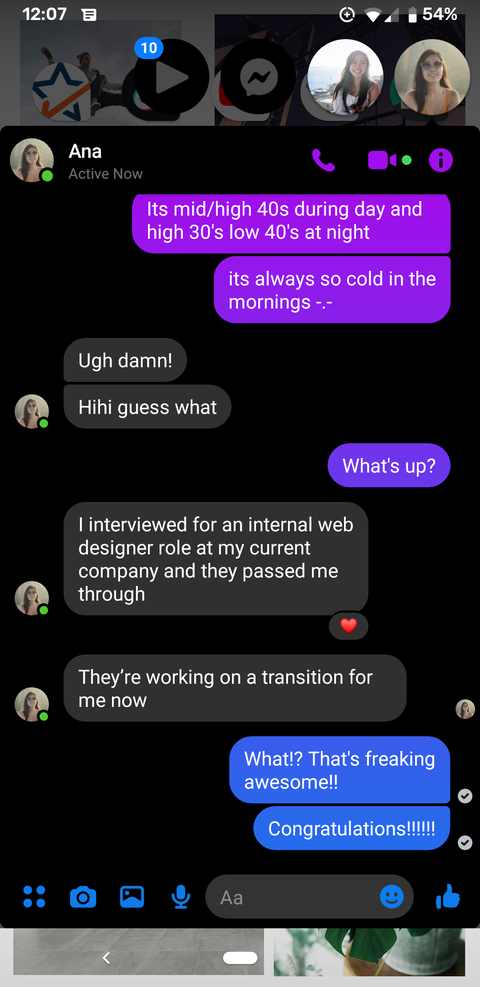 12:07
54%
10
Ana
Active Now
Its mid/high 40s during day and
high 30's low 40's at night
its always so cold in the
mornings -.-
Ugh damn!
Hihi guess what
What's up?
I interviewed for an internal web
designer role at my current
company and they passed me
through
They’re working on a transition for
me now
What!? That's freaking
awesome!!
Congratulations!!!!!!
Aa